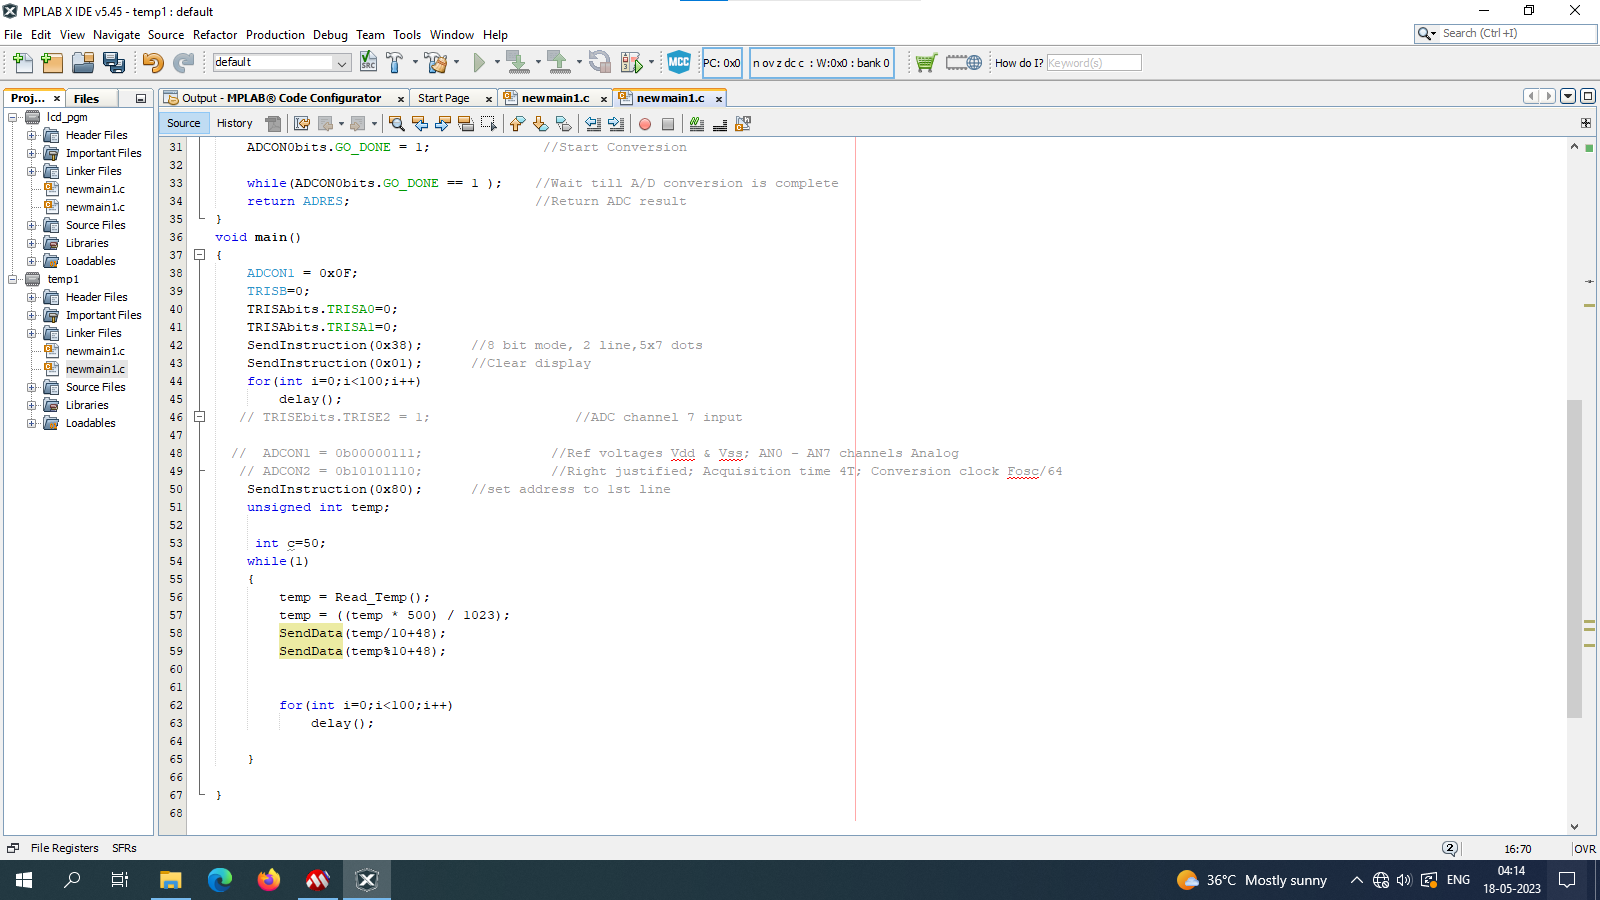 MPLAB X IDE v5.45 - temp1 : default
File Edit View Navigate Source Refactor Production Debug Team Tools Window Help
Search (Ctrl+I)
default
SRC
MCC
PC: 0x0
n ov z dc c : W:0x0 : bank 0
How do I?
Keyword(s)
Proj... × Files
Output - MPLAB® Code Configurator × Start Page × newmain1.c × newmain1.c ×
Source History
lcd_pgm
Header Files
Important Files
Linker Files
newmain1.c
newmain1.c
Source Files
Libraries
Loadables
temp1
Header Files
Important Files
Linker Files
newmain1.c
newmain1.c
Source Files
Libraries
Loadables
31 ADCON0bits.GO_DONE = 1; //Start Conversion
32
33 while(ADCON0bits.GO_DONE == 1 ); //Wait till A/D conversion is complete
34 return ADRES; //Return ADC result
35 }
36 void main()
37 {
38 ADCON1 = 0x0F;
39 TRISB=0;
40 TRISAbits.TRISA0=0;
41 TRISAbits.TRISA1=0;
42 SendInstruction(0x38); //8 bit mode, 2 line,5x7 dots
43 SendInstruction(0x01); //Clear display
44 for(int i=0;i<100;i++)
45 delay();
46 // TRISEbits.TRISE2 = 1; //ADC channel 7 input
47
48 // ADCON1 = 0b00000111; //Ref voltages Vdd & Vss; AN0 - AN7 channels Analog
49 // ADCON2 = 0b10101110; //Right justified; Acquisition time 4T; Conversion clock Fosc/64
50 SendInstruction(0x80); //set address to 1st line
51 unsigned int temp;
52
53 int c=50;
54 while(1)
55 {
56 temp = Read_Temp();
57 temp = ((temp * 500) / 1023);
58 SendData(temp/10+48);
59 SendData(temp%10+48);
60
61
62 for(int i=0;i<100;i++)
63 delay();
64
65 }
66
67 }
68
File Registers SFRs
2
16:70
OVR
36°C Mostly sunny
ENG
04:14
18-05-2023